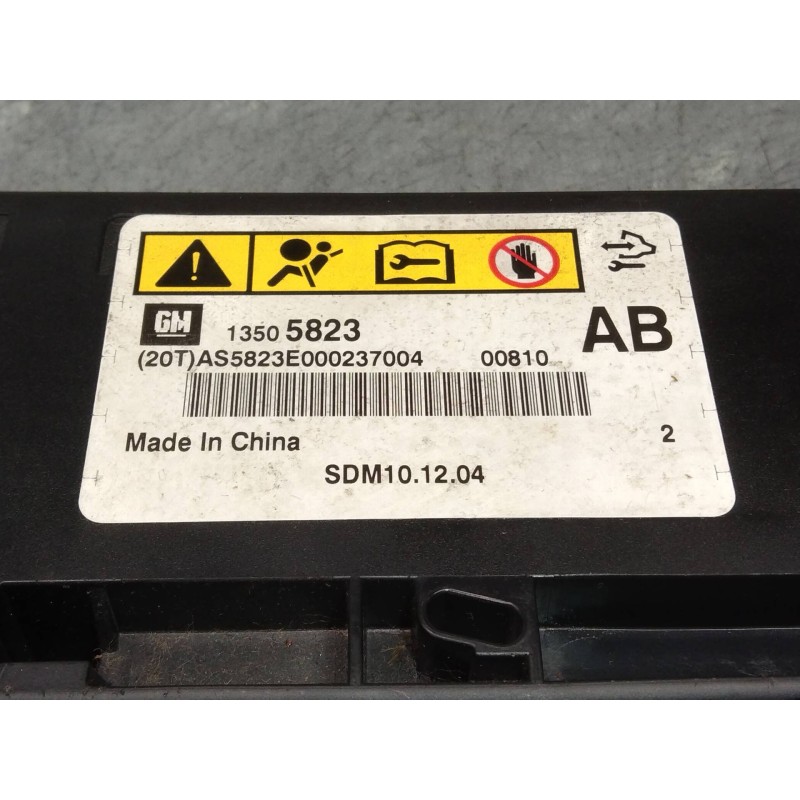 GM 1350 5823 AB
(20T)AS5823E000237004 00810
Made In China 2
SDM10.12.04